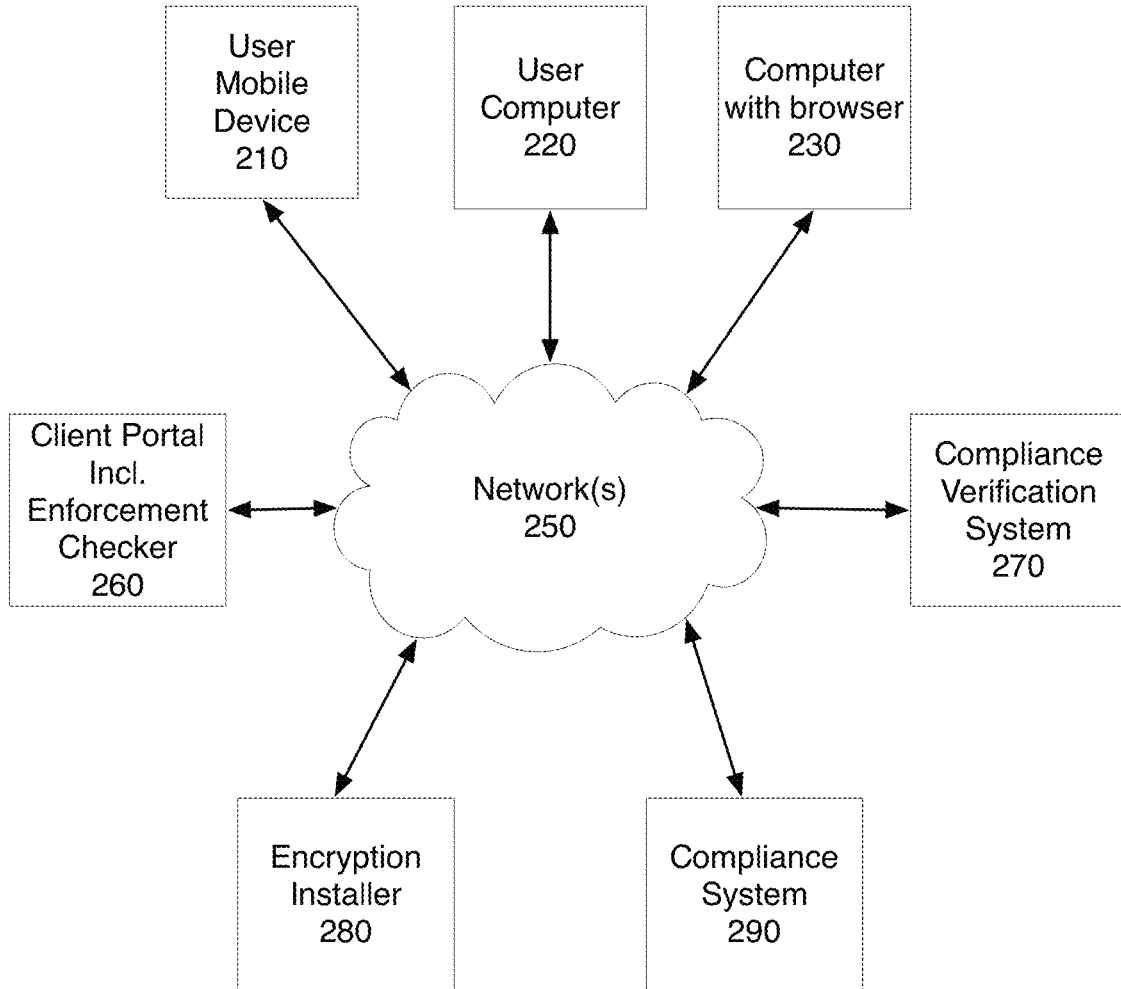 User
Mobile
Device
210
User
Computer
220
Computer
with browser
230
Client Portal
Incl.
Enforcement
Checker
260
Network(s)
250
Compliance
Verification
System
270
Encryption
Installer
280
Compliance
System
290